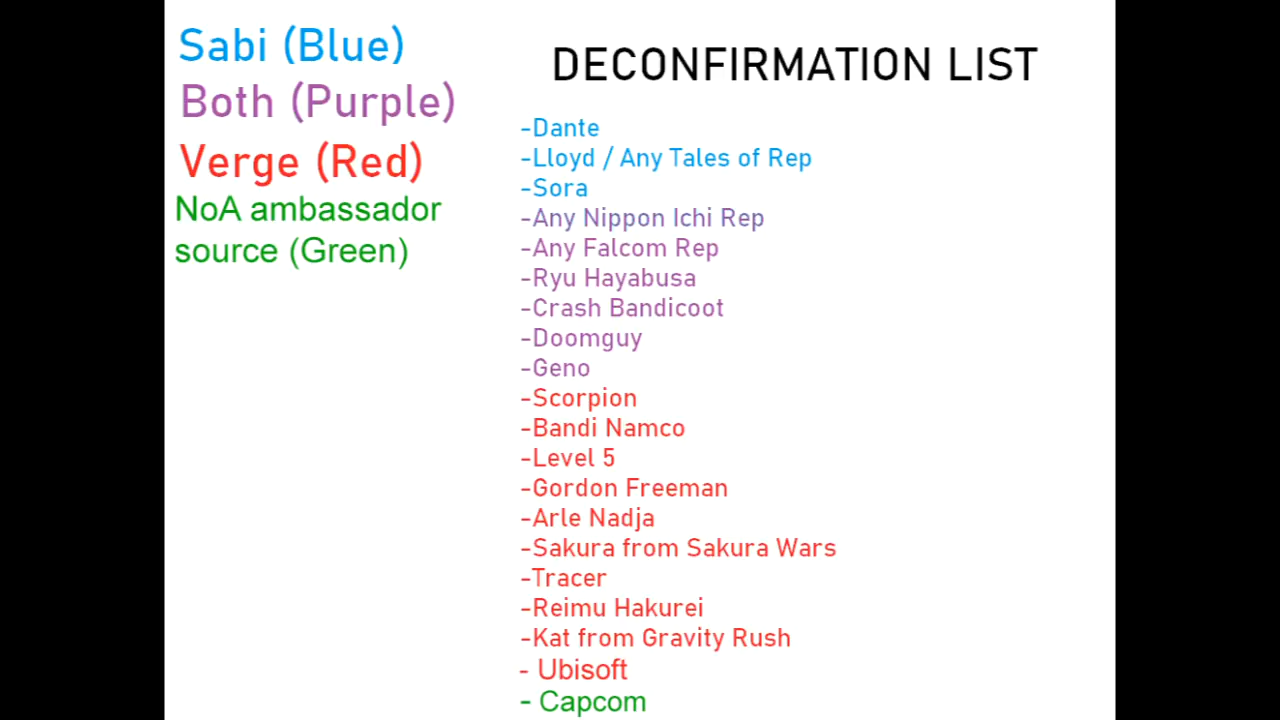 Sabi (Blue)
Both (Purple)
Verge (Red)
NoA ambassador
source (Green)
DECONFIRMATION LIST
-Dante
-Lloyd / Any Tales of Rep
-Sora
-Any Nippon Ichi Rep
-Any Falcom Rep
-Ryu Hayabusa
-Crash Bandicoot
-Doomguy
-Geno
-Scorpion
-Bandi Namco
-Level 5
-Gordon Freeman
-Arle Nadja
-Sakura from Sakura Wars
-Tracer
-Reimu Hakurei
-Kat from Gravity Rush
- Ubisoft
- Capcom